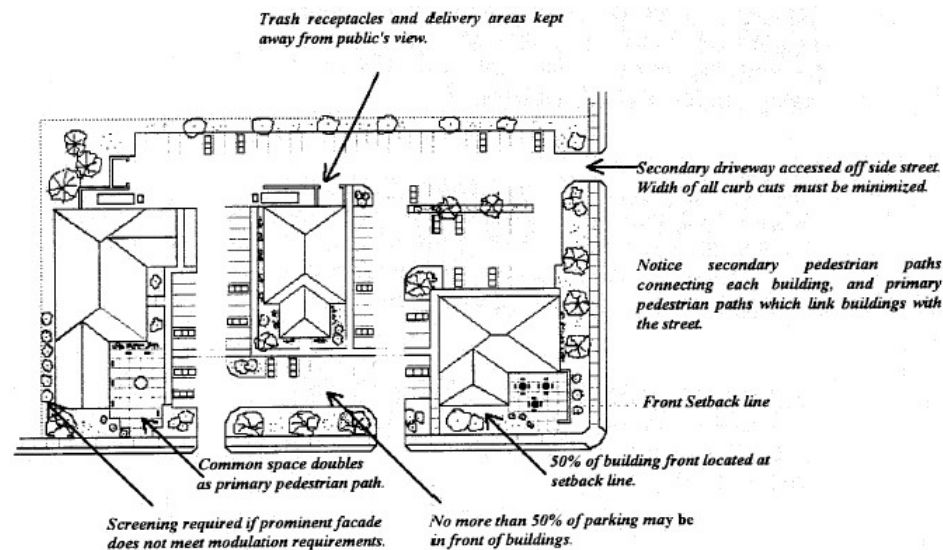 Trash receptacles and delivery areas kept
away from public's view.
Secondary driveway accessed off side street.
Width of all curb cuts must be minimized.
Notice secondary pedestrian paths
connecting each building, and primary
pedestrian paths which link buildings with
the street.
Front Setback line
Common space doubles
as primary pedestrian path.
50% of building front located at
setback line.
Screening required if prominent facade
does not meet modulation requirements.
No more than 50% of parking may be
in front of buildings.